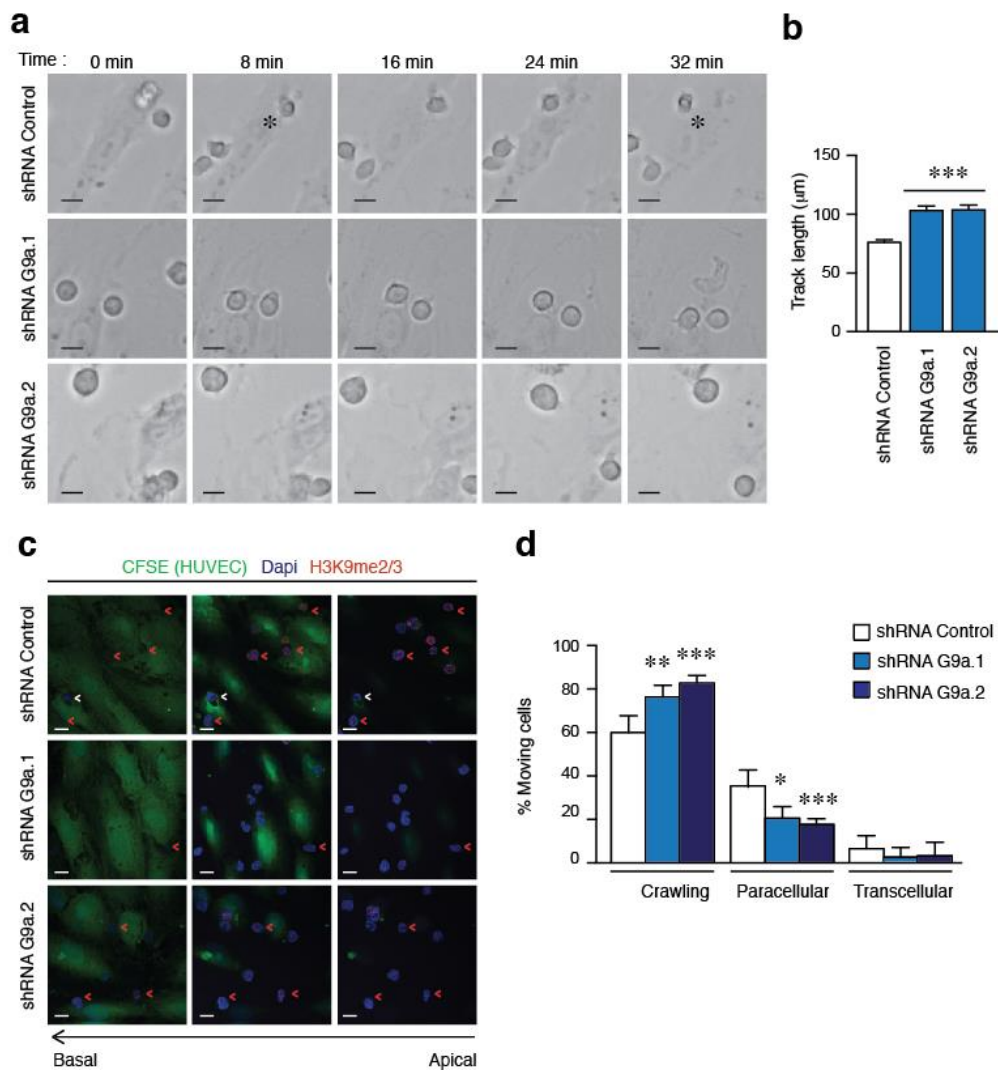 a
Time : 0 min 8 min 16 min 24 min 32 min
shRNA Control
*
*
shRNA G9a.1
shRNA G9a.2
b
Track length (μm)
150
100
50
0
***
shRNA Control
shRNA G9a.1
shRNA G9a.2
c
CFSE (HUVEC) Dapi H3K9me2/3
shRNA Control
shRNA G9a.1
shRNA G9a.2
Basal Apical
d
% Moving cells
100
80
60
40
20
0
** ***
* ***
Crawling Paracellular Transcellular
shRNA Control
shRNA G9a.1
shRNA G9a.2